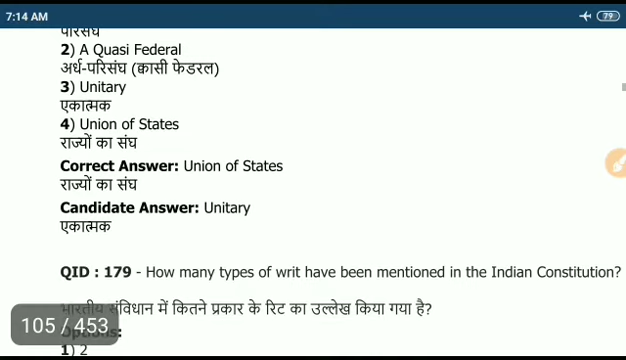 7:14 AM
79
परिसंघ
2) A Quasi Federal
अर्ध-परिसंघ (क्वासी फेडरल)
3) Unitary
एकात्मक
4) Union of States
राज्यों का संघ
Correct Answer: Union of States
राज्यों का संघ
Candidate Answer: Unitary
एकात्मक
QID : 179 - How many types of writ have been mentioned in the Indian Constitution?
भारतीय संविधान में कितने प्रकार के रिट का उल्लेख किया गया है?
105 / 453
Options:
1) 2